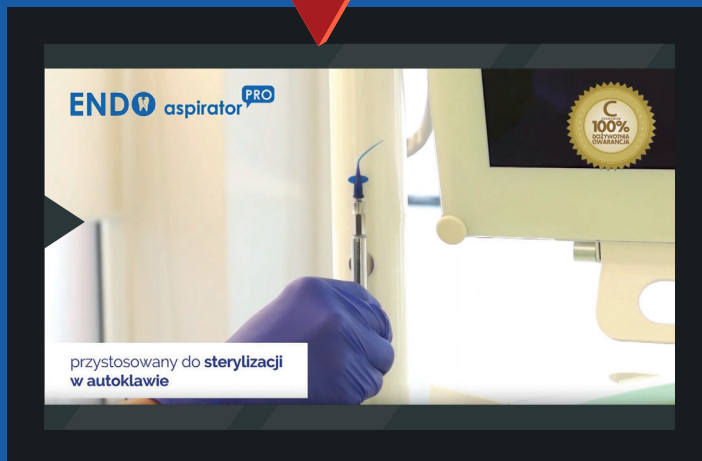 ENDO aspirator PRO
C
100%
DOŻYWOTNIA
GWARANCJA
przystosowany do sterylizacji
w autoklawie